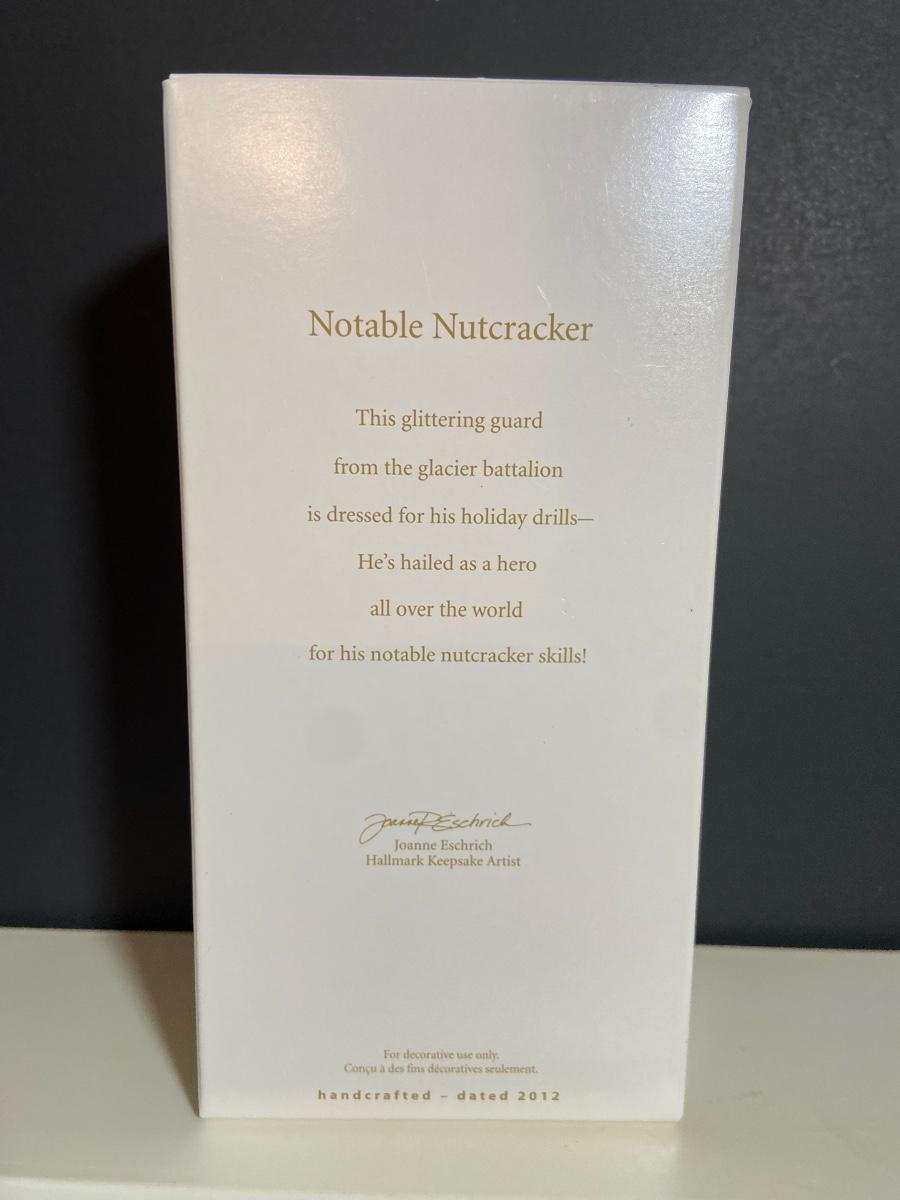 Notable Nutcracker
This glittering guard
from the glacier battalion
is dressed for his holiday drills—
He's hailed as a hero
all over the world
for his notable nutcracker skills!
Joanne R Eschrich
Joanne Eschrich
Hallmark Keepsake Artist
For decorative use only.
Conçu à des fins décoratives seulement.
handcrafted – dated 2012